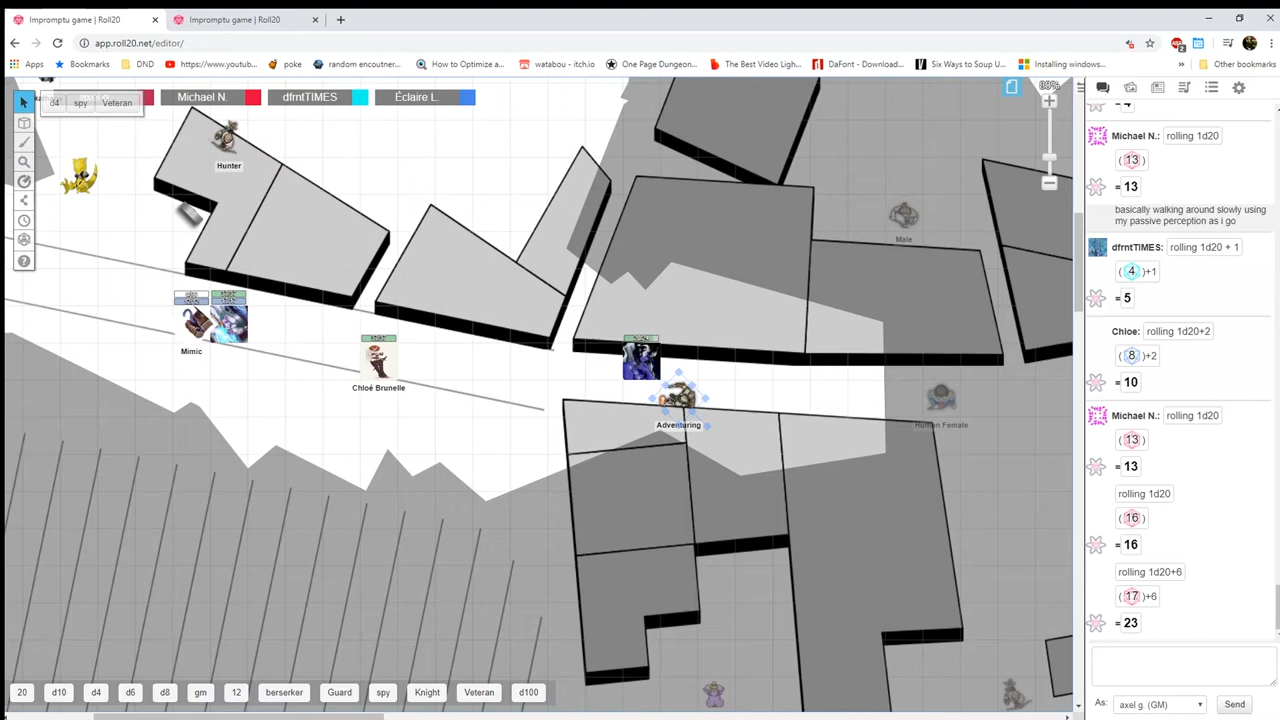 Impromptu game | Roll20
Impromptu game | Roll20
app.roll20.net/editor/
Apps
Bookmarks
DND
https://www.youtub...
poke
random encoutner...
How to Optimize a...
watabou - itch.io
One Page Dungeon...
The Best Video Ligh...
DaFont - Download...
Six Ways to Soup U...
Installing windows...
»
Other bookmarks
d4 spy Veteran
Michael N.
dfrntTIMES
Éclaire L.
Hunter
Male
Mimic
Chloé Brunelle
Adventuring
Human Female
Michael N.: rolling 1d20
(13)
= 13
basically walking around slowly using
my passive perception as i go
dfrntTIMES: rolling 1d20 + 1
(4)+1
= 5
Chloe: rolling 1d20+2
(8)+2
= 10
Michael N.: rolling 1d20
(13)
= 13
rolling 1d20
(16)
= 16
rolling 1d20+6
(17)+6
= 23
20 d10 d4 d6 d8 gm 12 berserker Guard spy Knight Veteran d100
As: axel g. (GM) Send